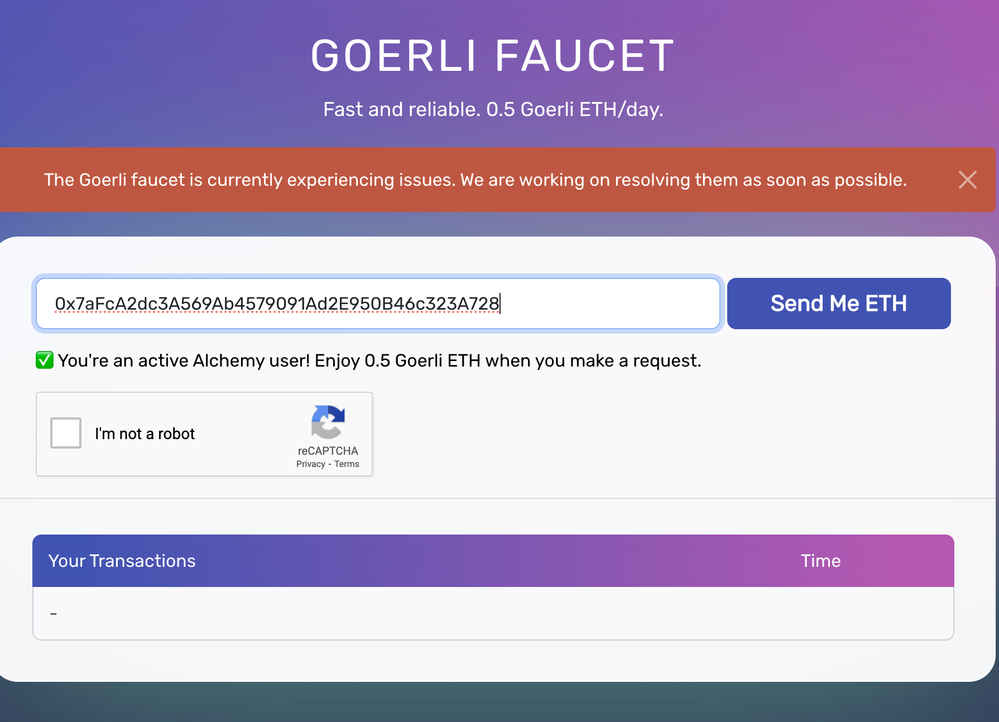 GOERLI FAUCET
Fast and reliable. 0.5 Goerli ETH/day.
The Goerli faucet is currently experiencing issues. We are working on resolving them as soon as possible.
0x7aFcA2dc3A569Ab4579091Ad2E950B46c323A728
Send Me ETH
You're an active Alchemy user! Enjoy 0.5 Goerli ETH when you make a request.
I'm not a robot
reCAPTCHA
Privacy - Terms
Your Transactions Time
-